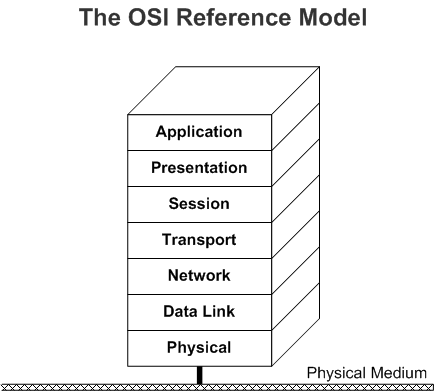 The OSI Reference Model
Application
Presentation
Session
Transport
Network
Data Link
Physical
Physical Medium